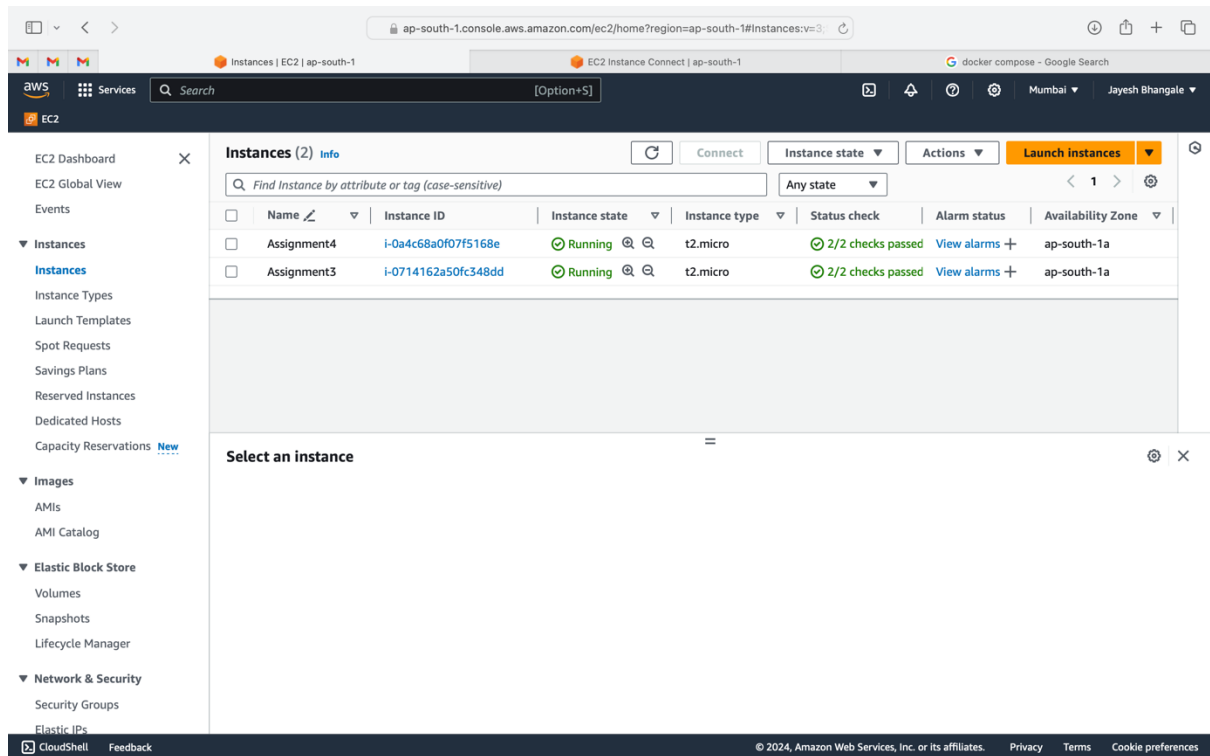 ap-south-1.console.aws.amazon.com/ec2/home?region=ap-south-1#Instances:v=3;
Instances | EC2 | ap-south-1
EC2 Instance Connect | ap-south-1
docker compose - Google Search
aws
Services
Search
[Option+S]
Mumbai
Jayesh Bhangale
EC2
EC2 Dashboard
EC2 Global View
Events
Instances
Instances
Instance Types
Launch Templates
Spot Requests
Savings Plans
Reserved Instances
Dedicated Hosts
Capacity Reservations New
Images
AMIs
AMI Catalog
Elastic Block Store
Volumes
Snapshots
Lifecycle Manager
Network & Security
Security Groups
Elastic IPs
Instances (2) Info
Connect
Instance state
Actions
Launch instances
Find Instance by attribute or tag (case-sensitive)
Any state
1
Name Instance ID Instance state Instance type Status check Alarm status Availability Zone
Assignment4 i-0a4c68a0f07f5168e Running t2.micro 2/2 checks passed View alarms ap-south-1a
Assignment3 i-0714162a50fc348dd Running t2.micro 2/2 checks passed View alarms ap-south-1a
Select an instance
CloudShell Feedback © 2024, Amazon Web Services, Inc. or its affiliates. Privacy Terms Cookie preferences